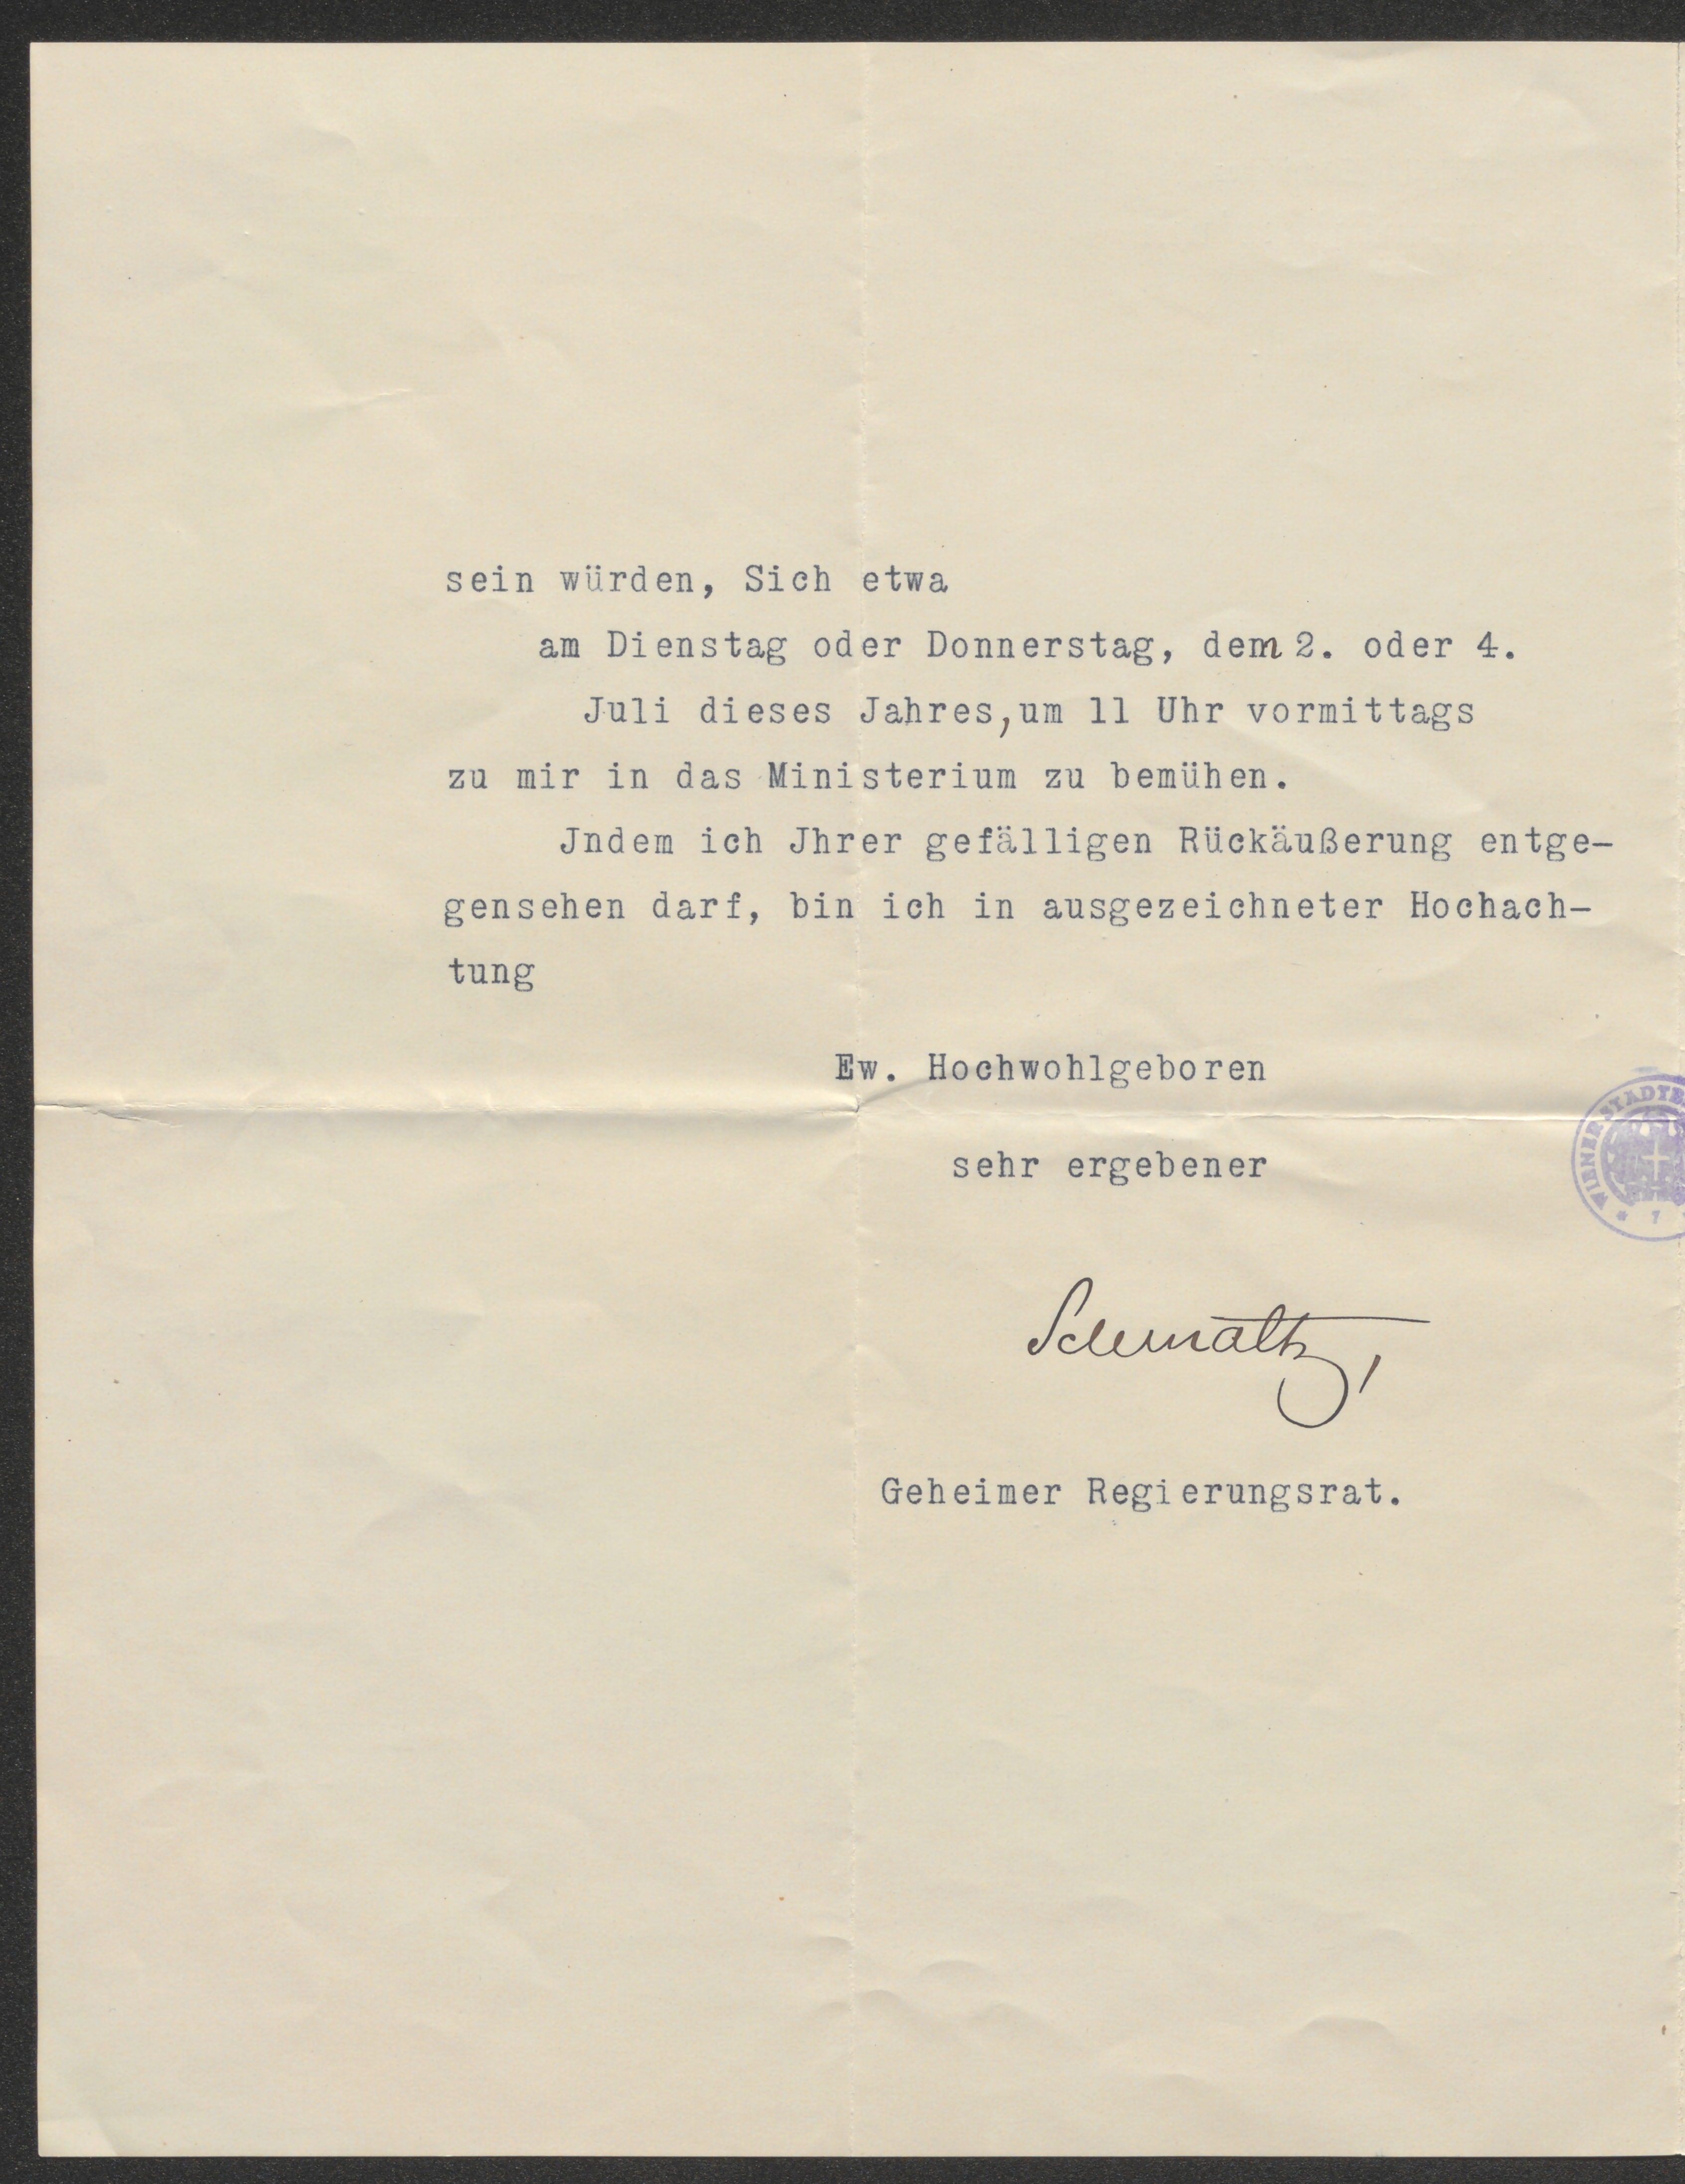 sein würden, Sich etwa
am Dienstag oder Donnerstag, dem 2. oder 4.
Juli dieses Jahres, um 11 Uhr vormittags
zu mir in das Ministerium zu bemühen.
Jndem ich Jhrer gefälligen Rückäußerung entge-
gensehen darf, bin ich in ausgezeichneter Hochach-
tung
Ew. Hochwohlgeboren
WIENER STÄDT
sehr ergebener
Geheimer Regierungsrat.